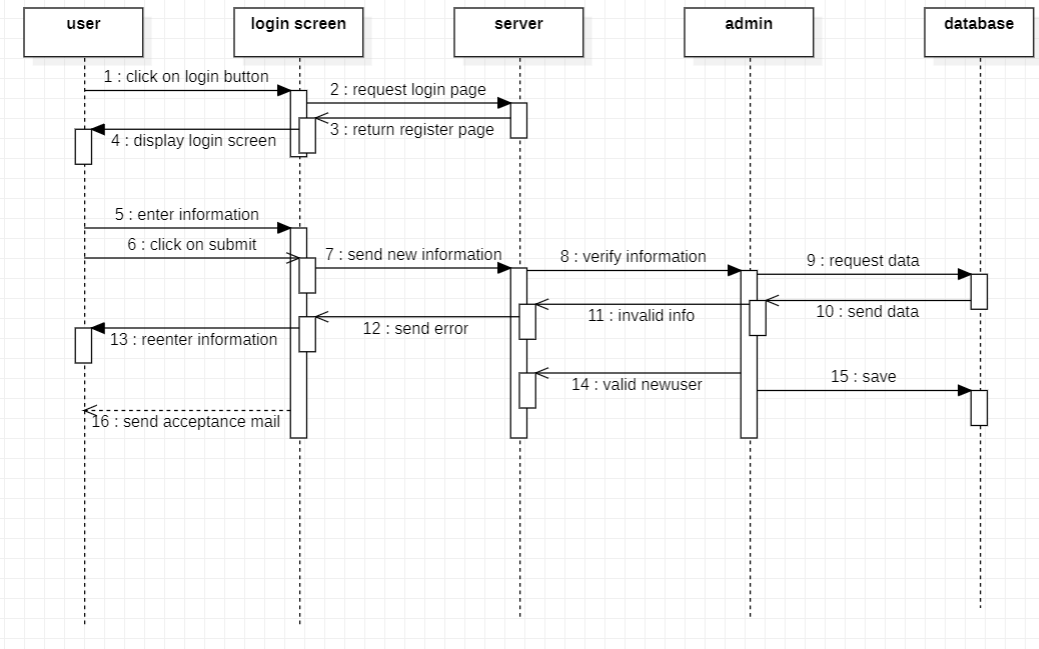 user
login screen
server
admin
database
1 : click on login button
2 : request login page
3 : return register page
4 : display login screen
5 : enter information
6 : click on submit
7 : send new information
8 : verify information
9 : request data
10 : send data
11 : invalid info
12 : send error
13 : reenter information
14 : valid newuser
15 : save
16 : send acceptance mail